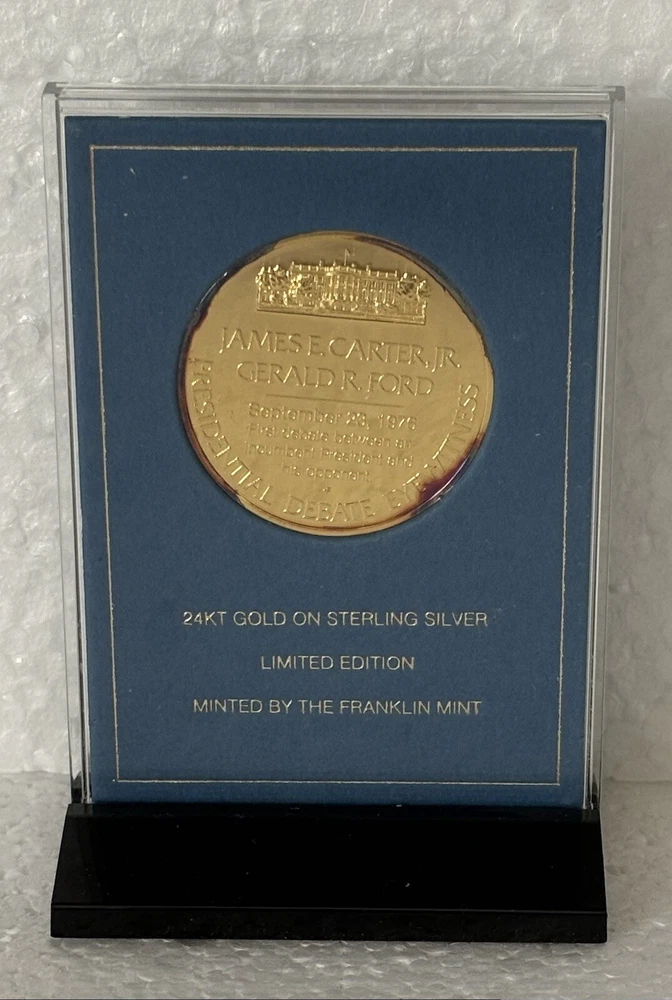 JAMES E. CARTER, JR.
GERALD R. FORD
September 23, 1976
First debate between an
incumbent President and
his opponent
PRESIDENTIAL DEBATE EYEWITNESS
24KT GOLD ON STERLING SILVER
LIMITED EDITION
MINTED BY THE FRANKLIN MINT